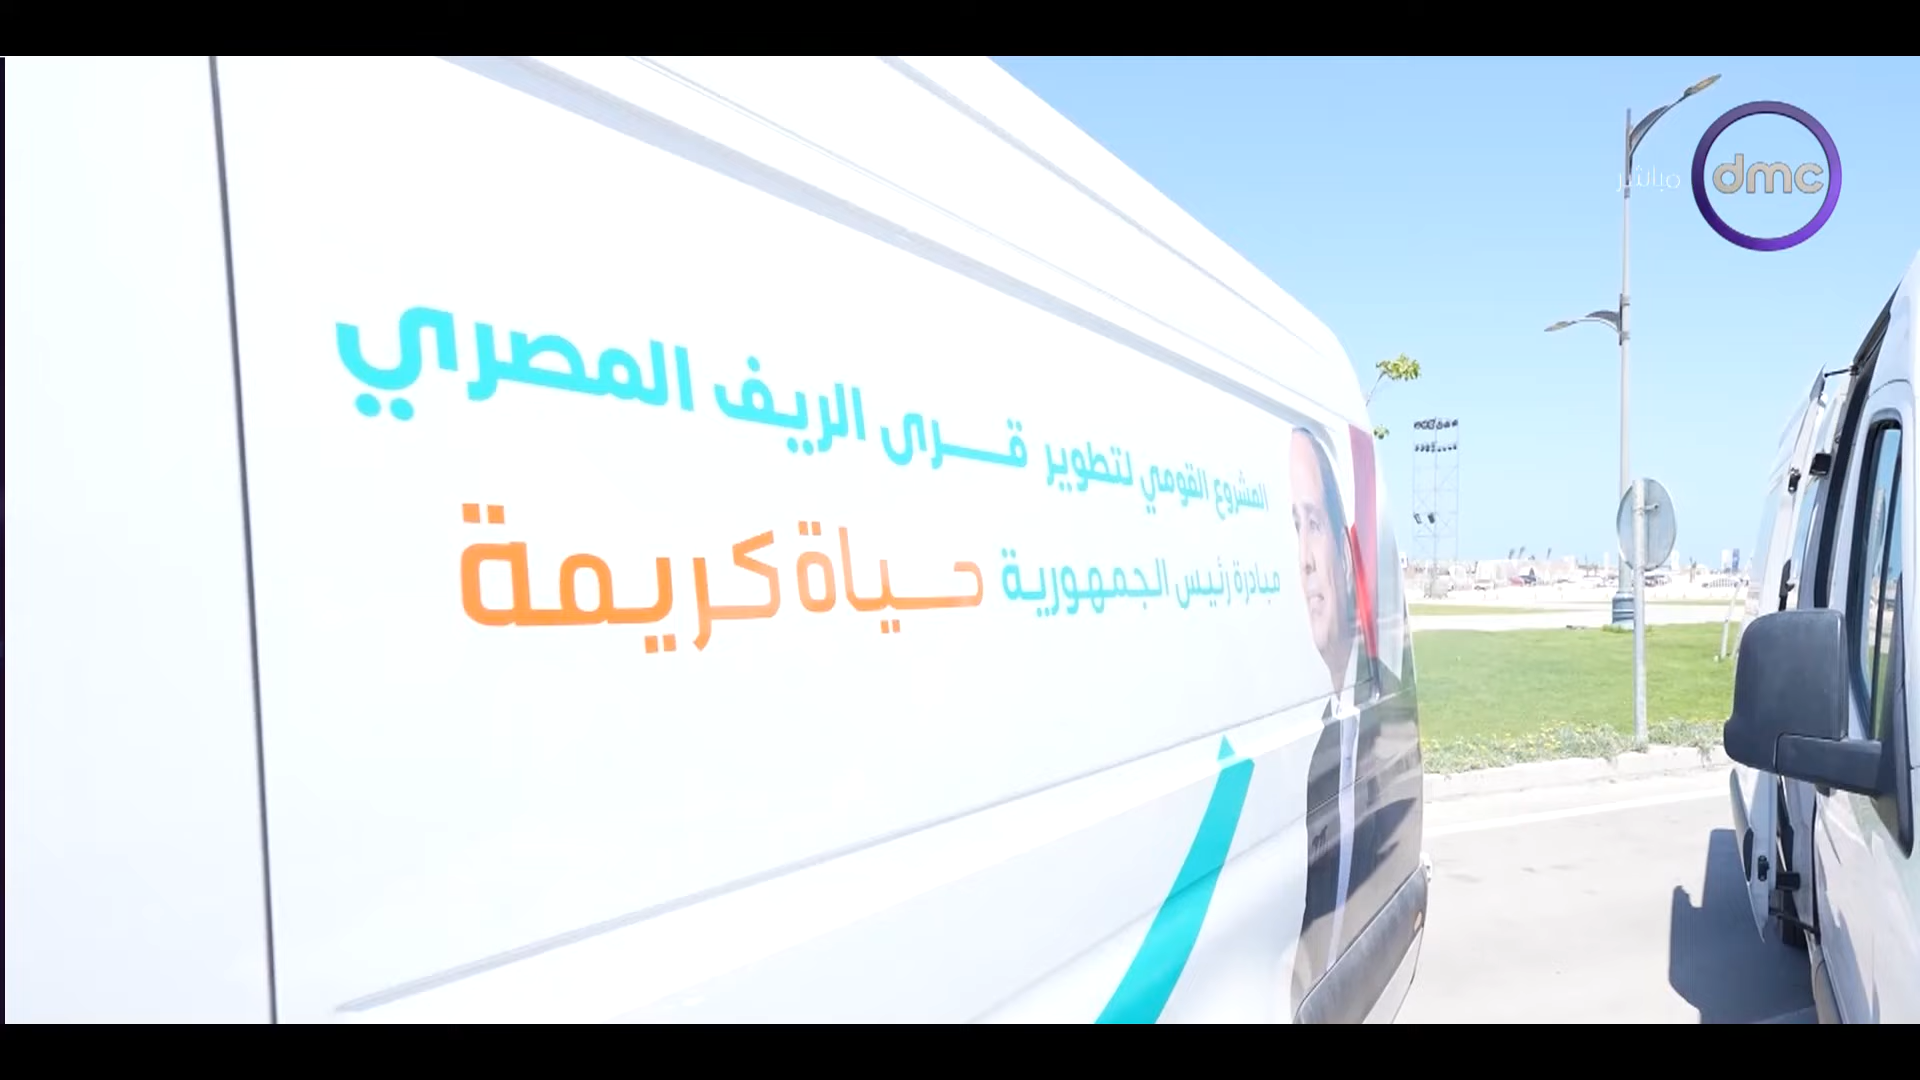 المشروع القومي لتطوير قرى الريف المصري
مبادرة رئيس الجمهورية حياة كريمة
مباشر
dmc